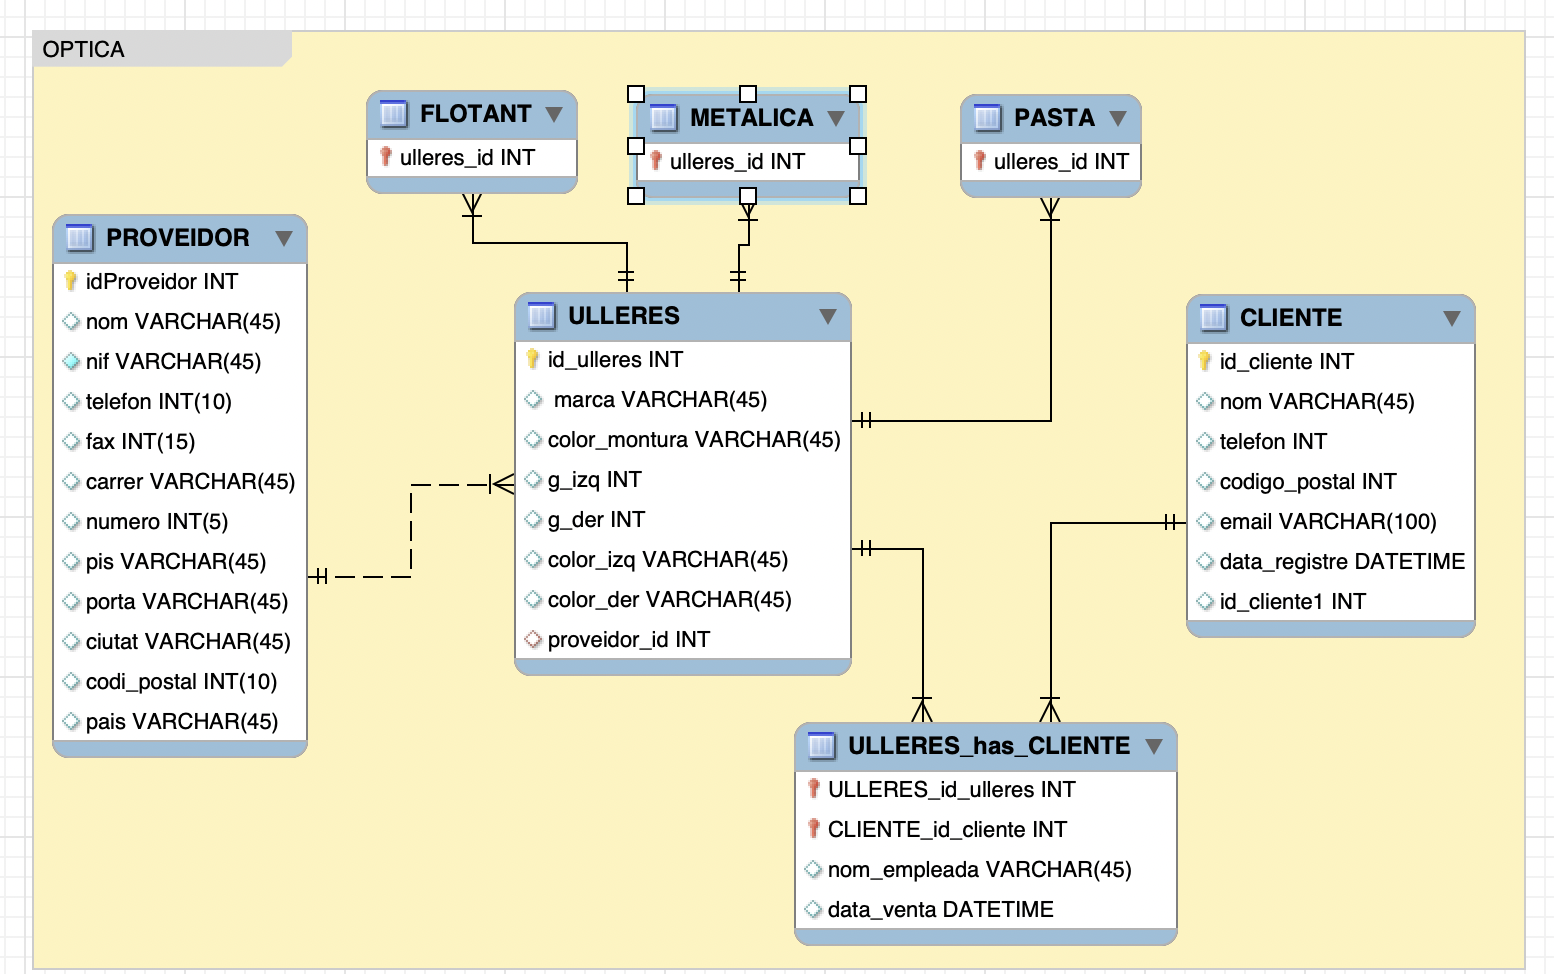 OPTICA
FLOTANT
ulleres_id INT
METALICA
ulleres_id INT
PASTA
ulleres_id INT
PROVEIDOR
idProveidor INT
nom VARCHAR(45)
nif VARCHAR(45)
telefon INT(10)
fax INT(15)
carrer VARCHAR(45)
numero INT(5)
pis VARCHAR(45)
porta VARCHAR(45)
ciutat VARCHAR(45)
codi_postal INT(10)
pais VARCHAR(45)
ULLERES
id_ulleres INT
marca VARCHAR(45)
color_montura VARCHAR(45)
g_izq INT
g_der INT
color_izq VARCHAR(45)
color_der VARCHAR(45)
proveidor_id INT
CLIENTE
id_cliente INT
nom VARCHAR(45)
telefon INT
codigo_postal INT
email VARCHAR(100)
data_registre DATETIME
id_cliente1 INT
ULLERES_has_CLIENTE
ULLERES_id_ulleres INT
CLIENTE_id_cliente INT
nom_empleada VARCHAR(45)
data_venta DATETIME